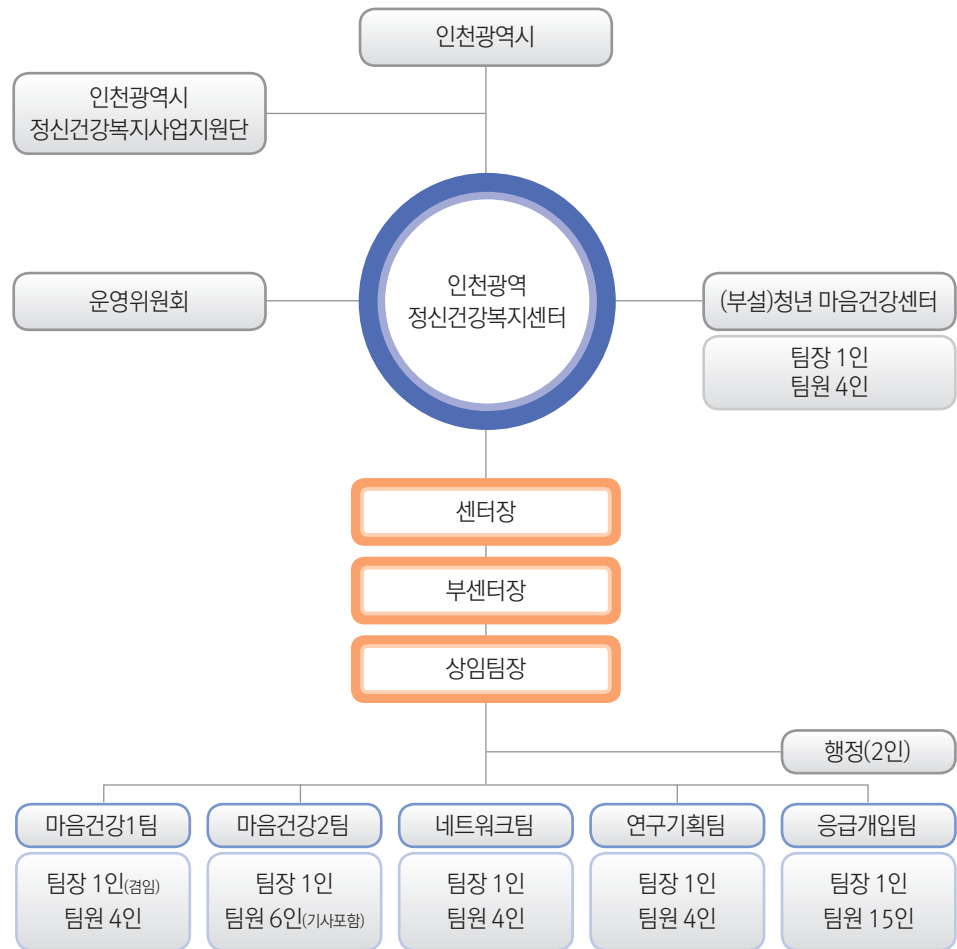 인천광역시
인천광역시
정신건강복지사업지원단
인천광역
정신건강복지센터
운영위원회
(부설)청년 마음건강센터
팀장 1인
팀원 4인
센터장
부센터장
상임팀장
행정(2인)
마음건강1팀
팀장 1인(겸임)
팀원 4인
마음건강2팀
팀장 1인
팀원 6인(기사포함)
네트워크팀
팀장 1인
팀원 4인
연구기획팀
팀장 1인
팀원 4인
응급개입팀
팀장 1인
팀원 15인